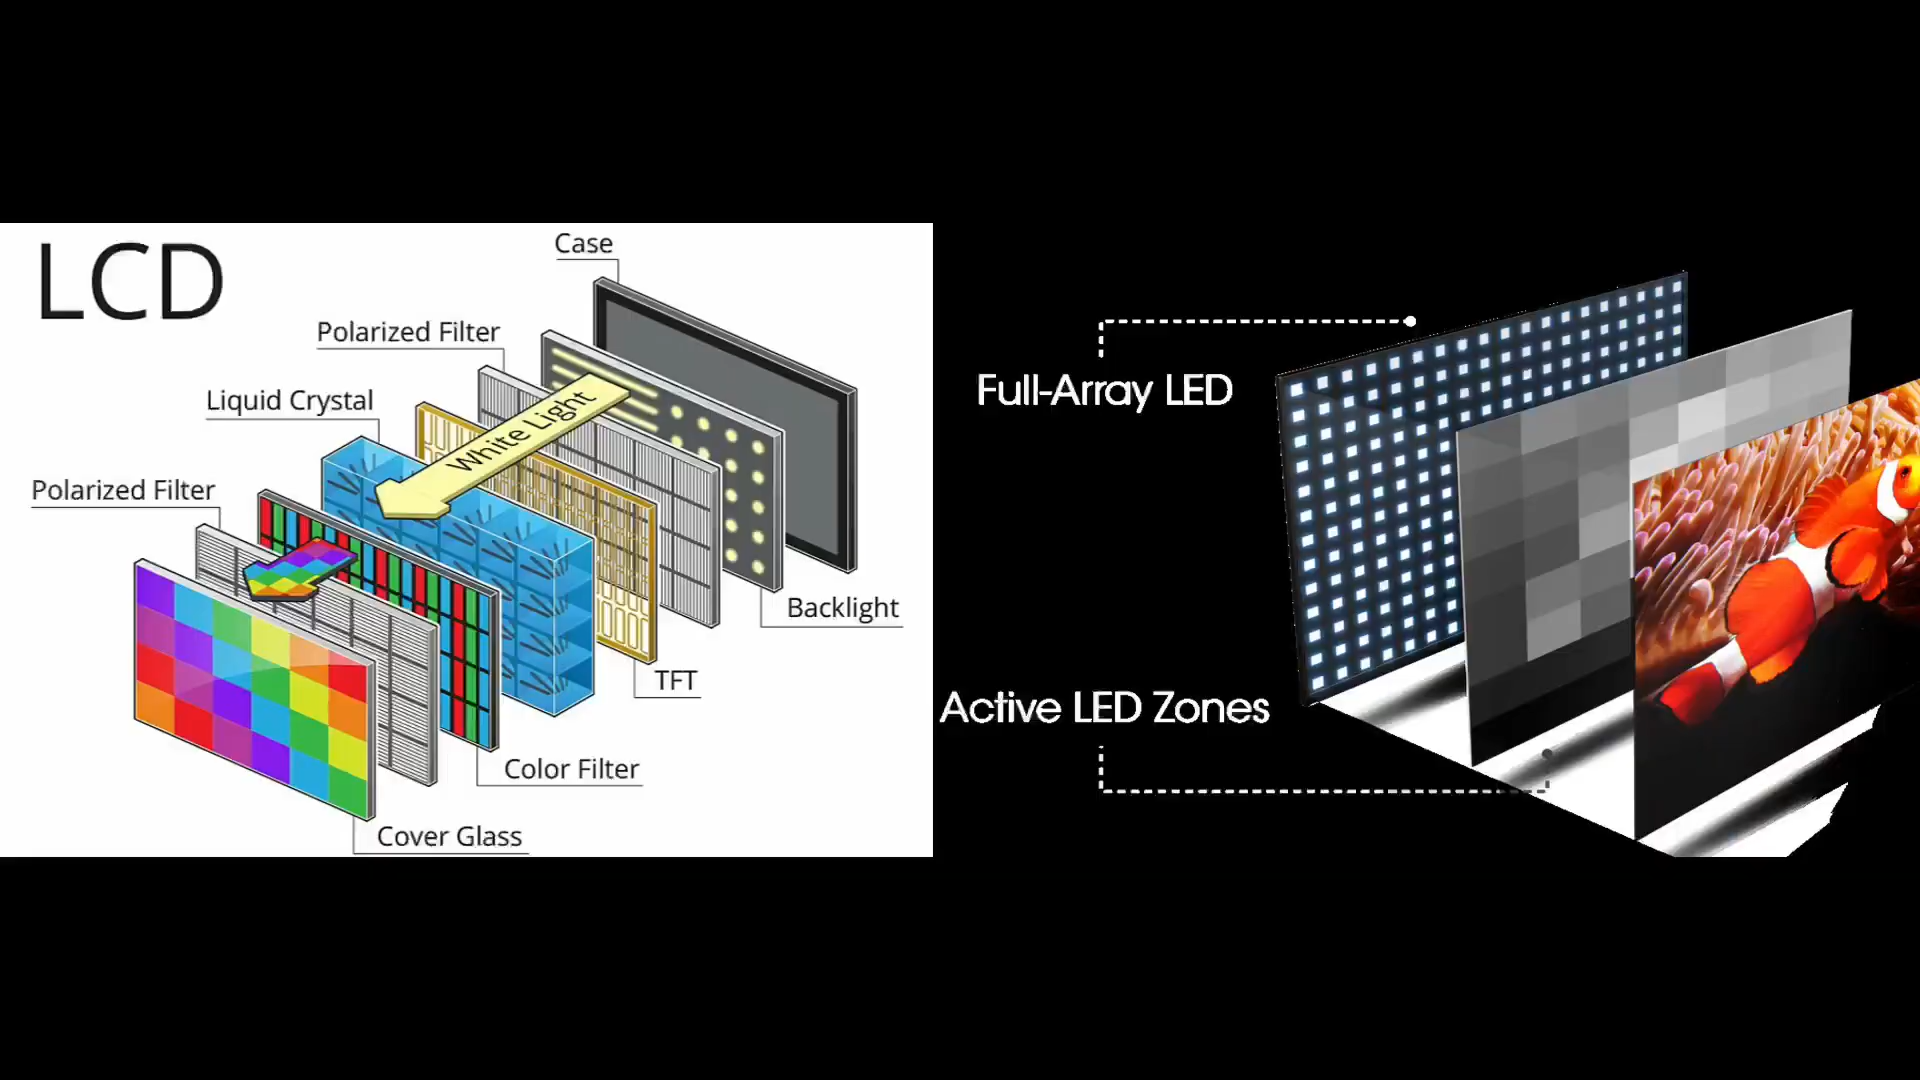 LCD
Case
Polarized Filter
White Light
Liquid Crystal
Polarized Filter
Backlight
TFT
Color Filter
Cover Glass
Full-Array LED
Active LED Zones